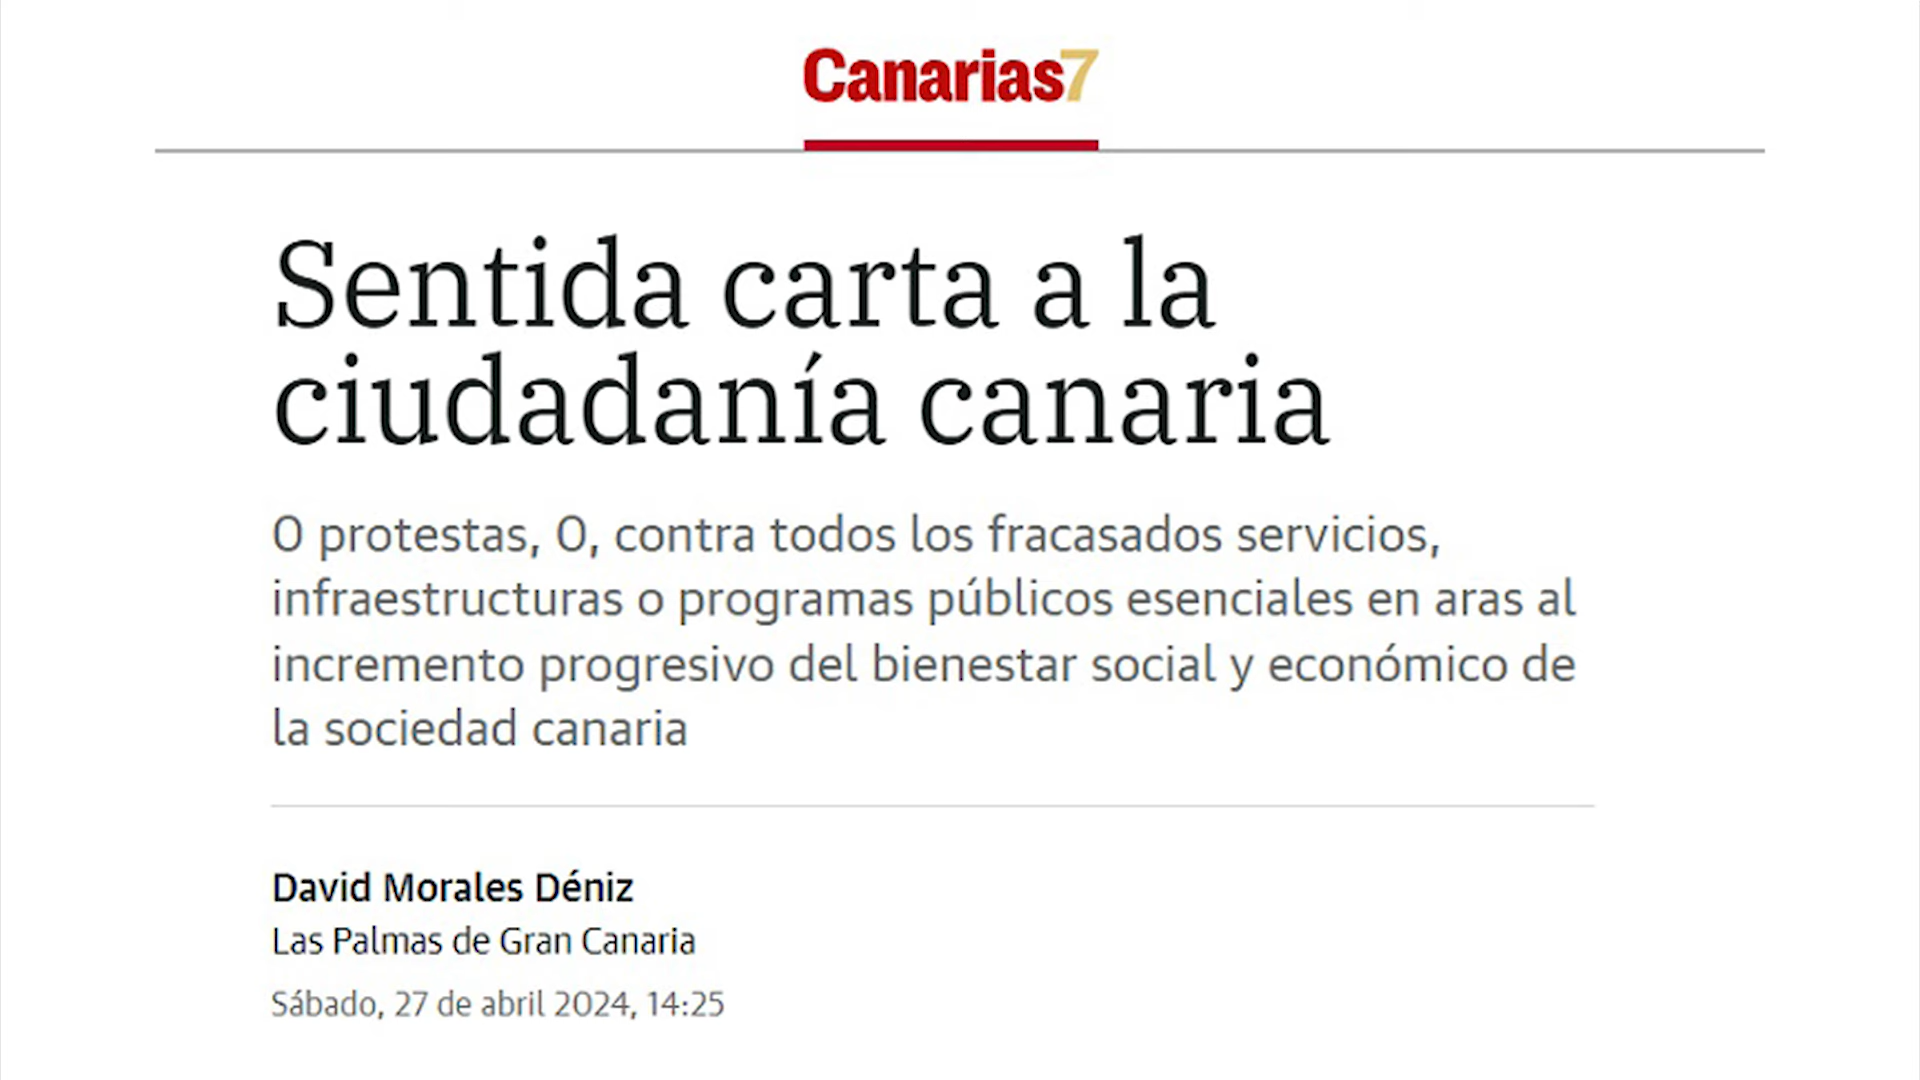 Canarias7
Sentida carta a la
ciudadanía canaria
O protestas, O, contra todos los fracasados servicios,
infraestructuras o programas públicos esenciales en aras al
incremento progresivo del bienestar social y económico de
la sociedad canaria
David Morales Déniz
Las Palmas de Gran Canaria
Sábado, 27 de abril 2024, 14:25